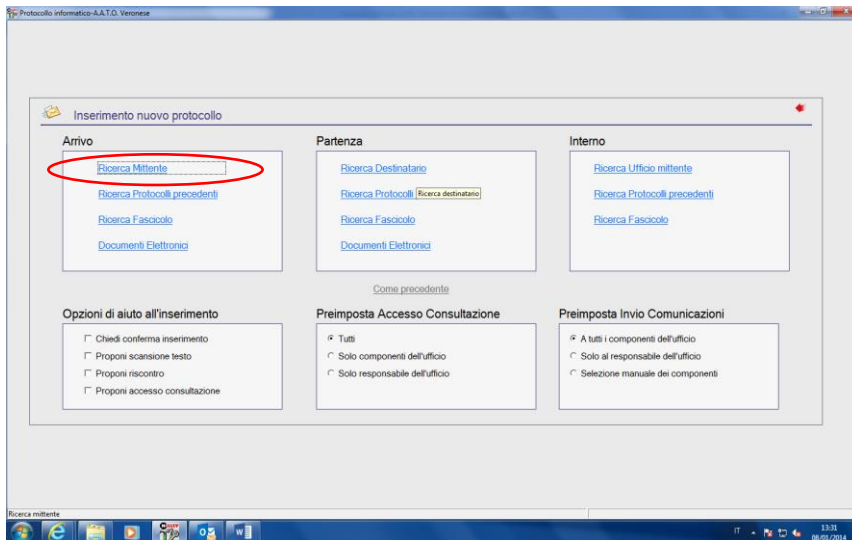 Protocollo informatico-A.A.T.O. Veronese
Inserimento nuovo protocollo
Arrivo
Ricerca Mittente
Ricerca Protocolli precedenti
Ricerca Fascicolo
Documenti Elettronici
Partenza
Ricerca Destinatario
Ricerca Protocolli
Ricerca destinatario
Ricerca Fascicolo
Documenti Elettronici
Interno
Ricerca Ufficio mittente
Ricerca Protocolli precedenti
Ricerca Fascicolo
Come precedente
Opzioni di aiuto all'inserimento
Chiedi conferma inserimento
Proponi scansione testo
Proponi riscontro
Proponi accesso consultazione
Preimposta Accesso Consultazione
Tutti
Solo componenti dell'ufficio
Solo responsabile dell'ufficio
Preimposta Invio Comunicazioni
A tutti i componenti dell'ufficio
Solo al responsabile dell'ufficio
Selezione manuale dei componenti
Ricerca mittente
IT
13:31
08/01/2014